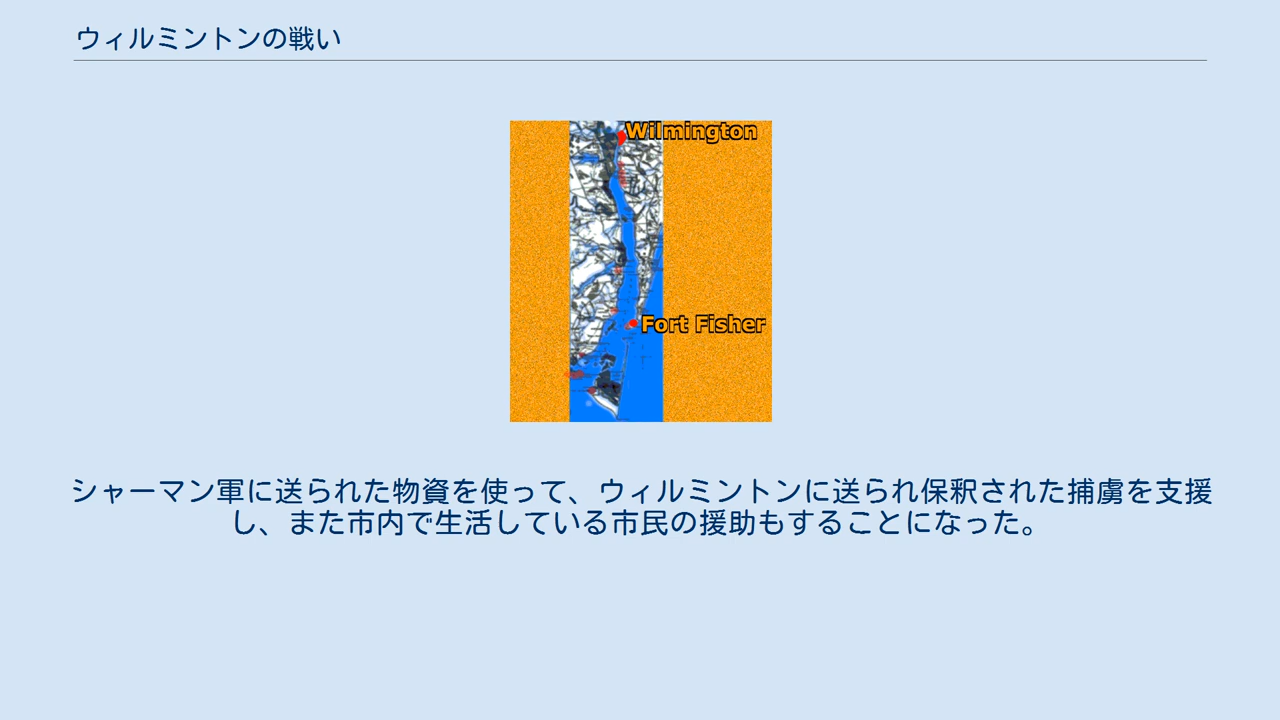 ウィルミントンの戦い
Wilmington
Fort Fisher
シャーマン軍に送られた物資を使って、ウィルミントンに送られ保釈された捕虜を支援
し、また市内で生活している市民の援助もすることになった。